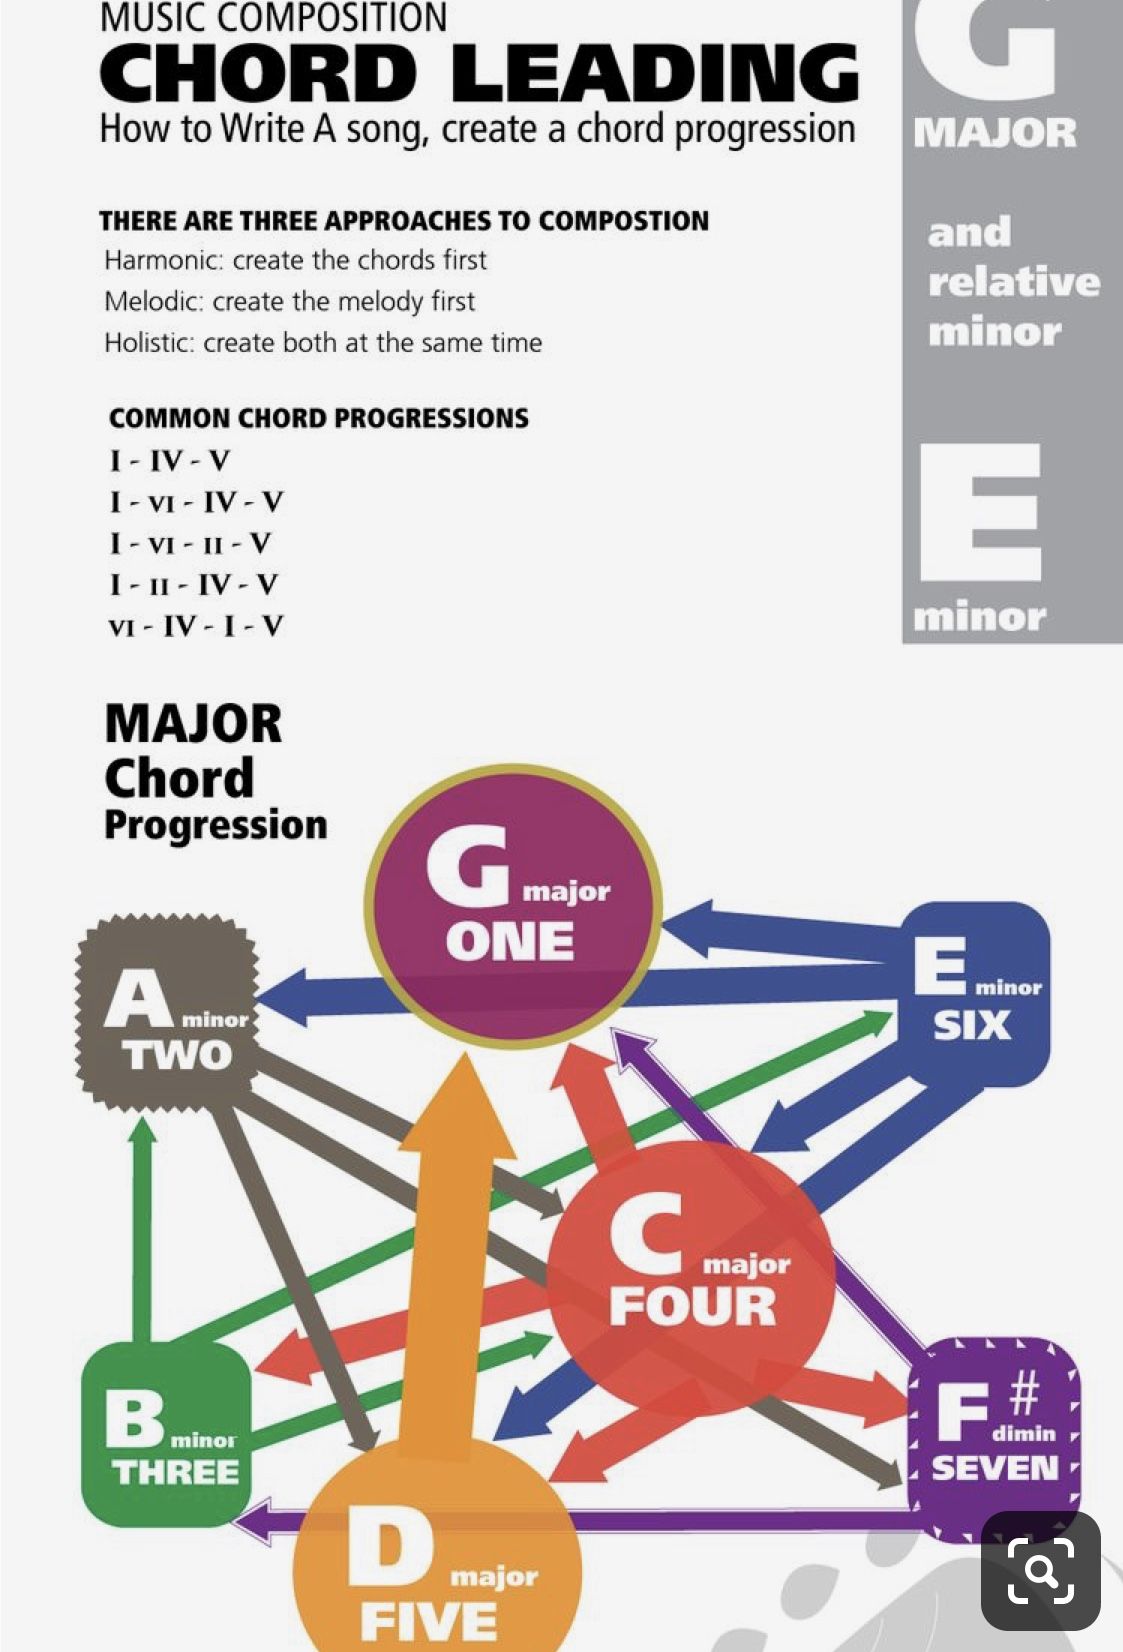 MUSIC COMPOSITION
CHORD LEADING
How to Write A song, create a chord progression
G
MAJOR
and
relative
minor
E
minor
THERE ARE THREE APPROACHES TO COMPOSTION
Harmonic: create the chords first
Melodic: create the melody first
Holistic: create both at the same time
COMMON CHORD PROGRESSIONS
I - IV - V
I - VI - IV - V
I - VI - II - V
I - II - IV - V
VI - IV - I - V
MAJOR
Chord
Progression
G major
ONE
A minor
TWO
E minor
SIX
C major
FOUR
B minor
THREE
F # dimin
SEVEN
D major
FIVE